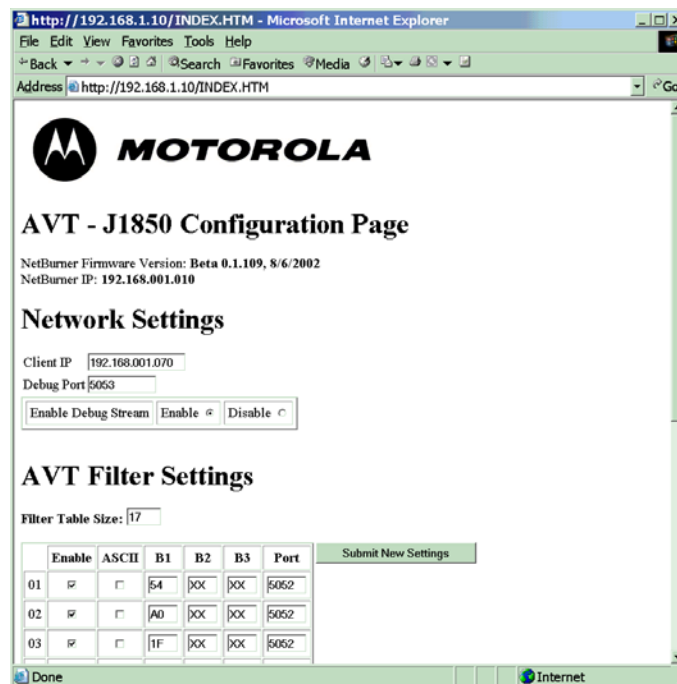 http://192.168.1.10/INDEX.HTM - Microsoft Internet Explorer
File Edit View Favorites Tools Help
Back Search Favorites Media
Address http://192.168.1.10/INDEX.HTM Go
MOTOROLA
AVT - J1850 Configuration Page
NetBurner Firmware Version: Beta 0.1.109, 8/6/2002
NetBurner IP: 192.168.001.010
Network Settings
Client IP 192.168.001.070
Debug Port 5053
Enable Debug Stream Enable Disable
AVT Filter Settings
Filter Table Size: 17
Enable ASCII B1 B2 B3 Port Submit New Settings
01 54 XX XX 5052
02 A0 XX XX 5052
03 1F XX XX 5052
Done Internet